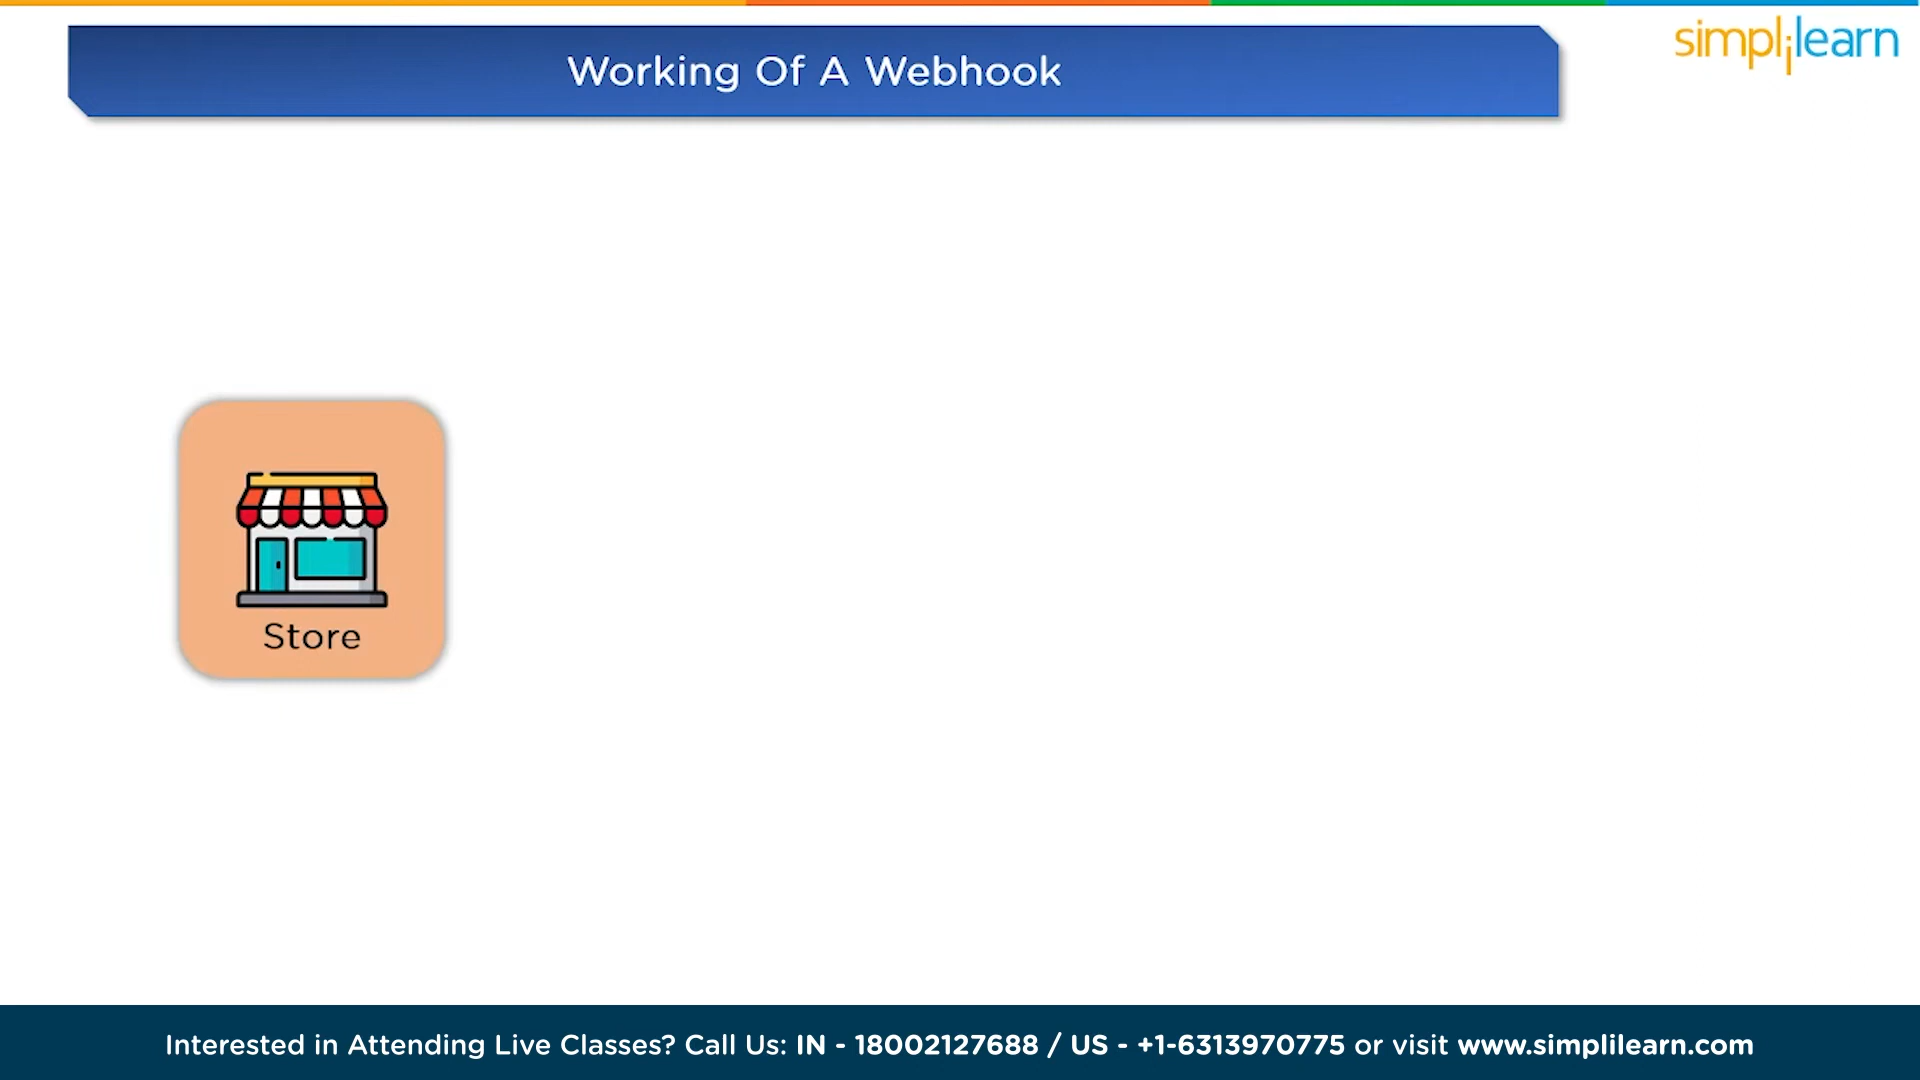 Working Of A Webhook
simplilearn
Store
Interested in Attending Live Classes? Call Us: IN - 18002127688 / US - +1-6313970775 or visit www.simplilearn.com